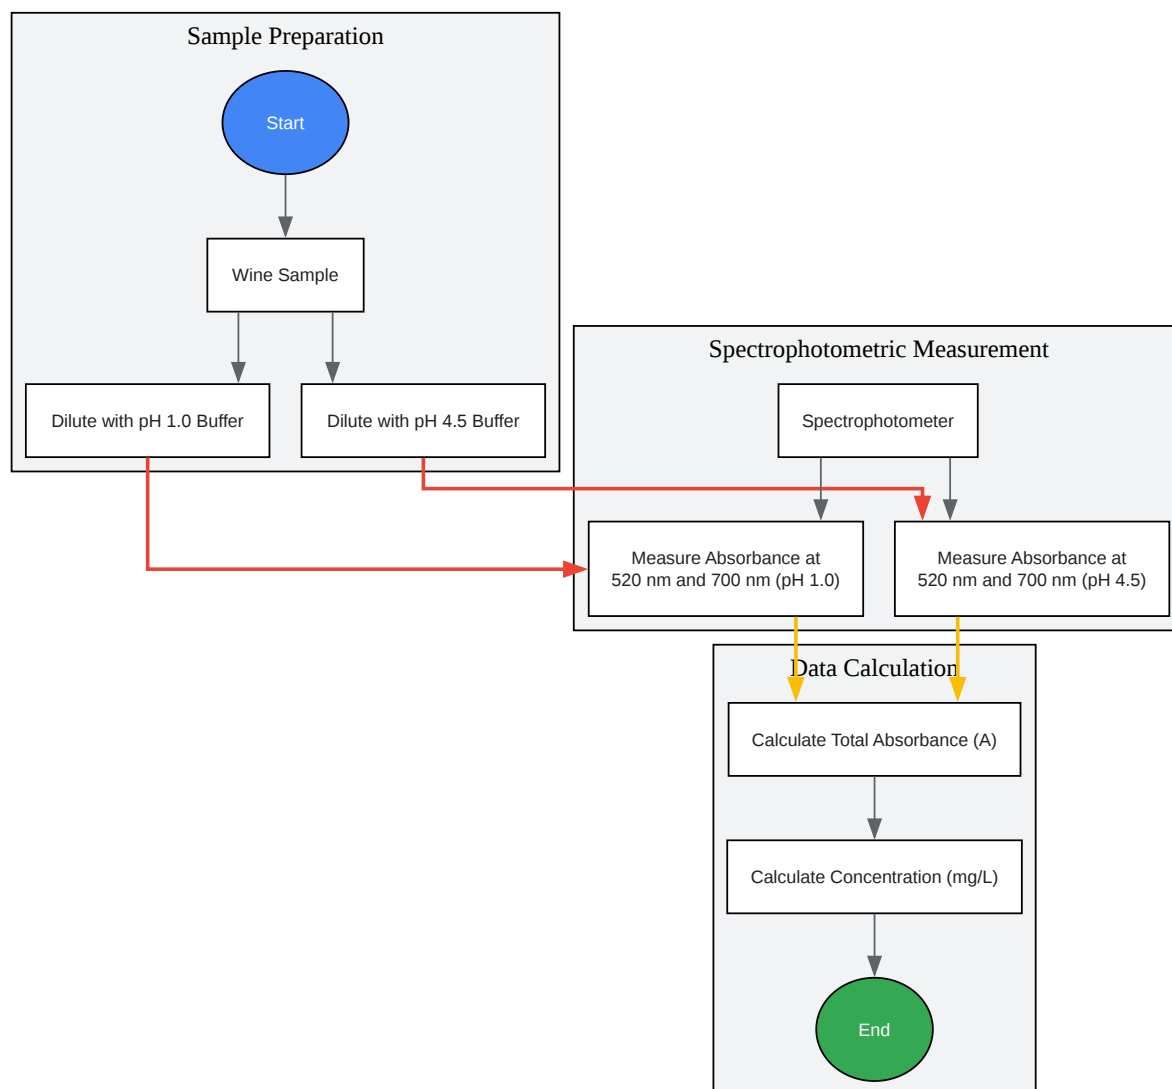 Sample Preparation
Start
Wine Sample
Dilute with pH 1.0 Buffer
Dilute with pH 4.5 Buffer
Spectrophotometric Measurement
Spectrophotometer
Measure Absorbance at
520 nm and 700 nm (pH 1.0)
Measure Absorbance at
520 nm and 700 nm (pH 4.5)
Data Calculation
Calculate Total Absorbance (A)
Calculate Concentration (mg/L)
End